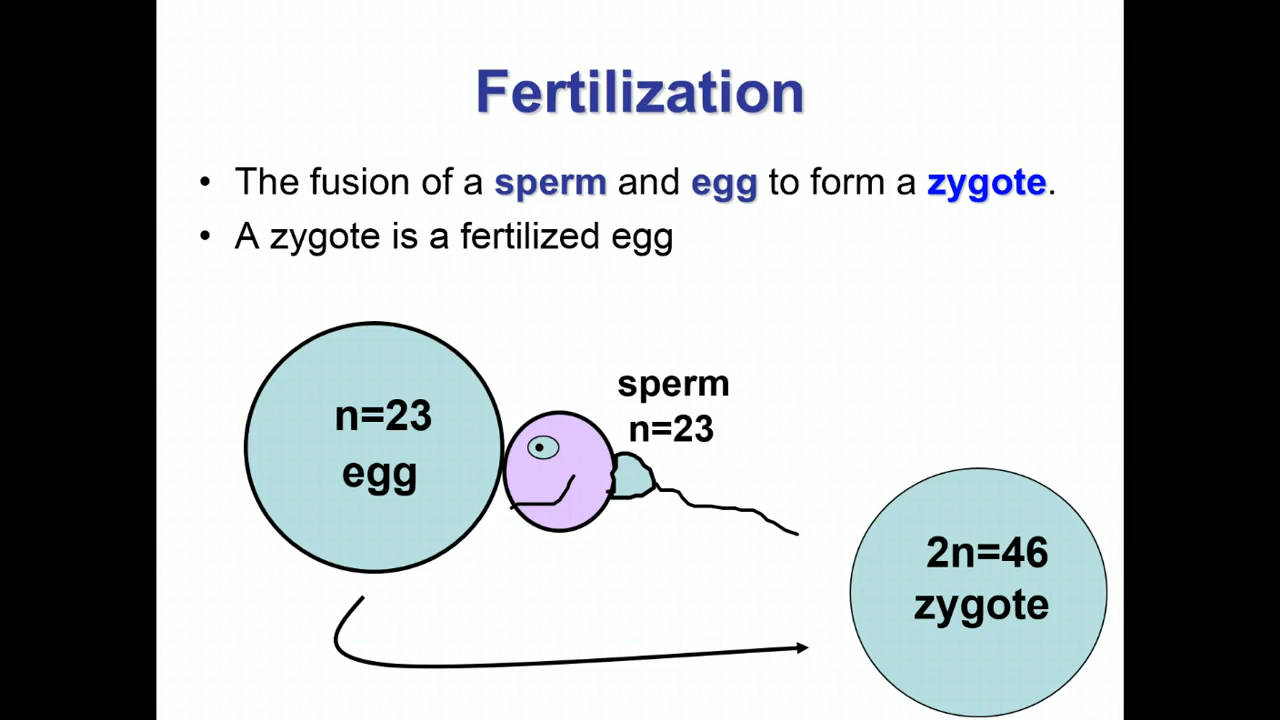 Fertilization
• The fusion of a sperm and egg to form a zygote.
• A zygote is a fertilized egg
sperm
n=23
n=23
egg
2n=46
zygote